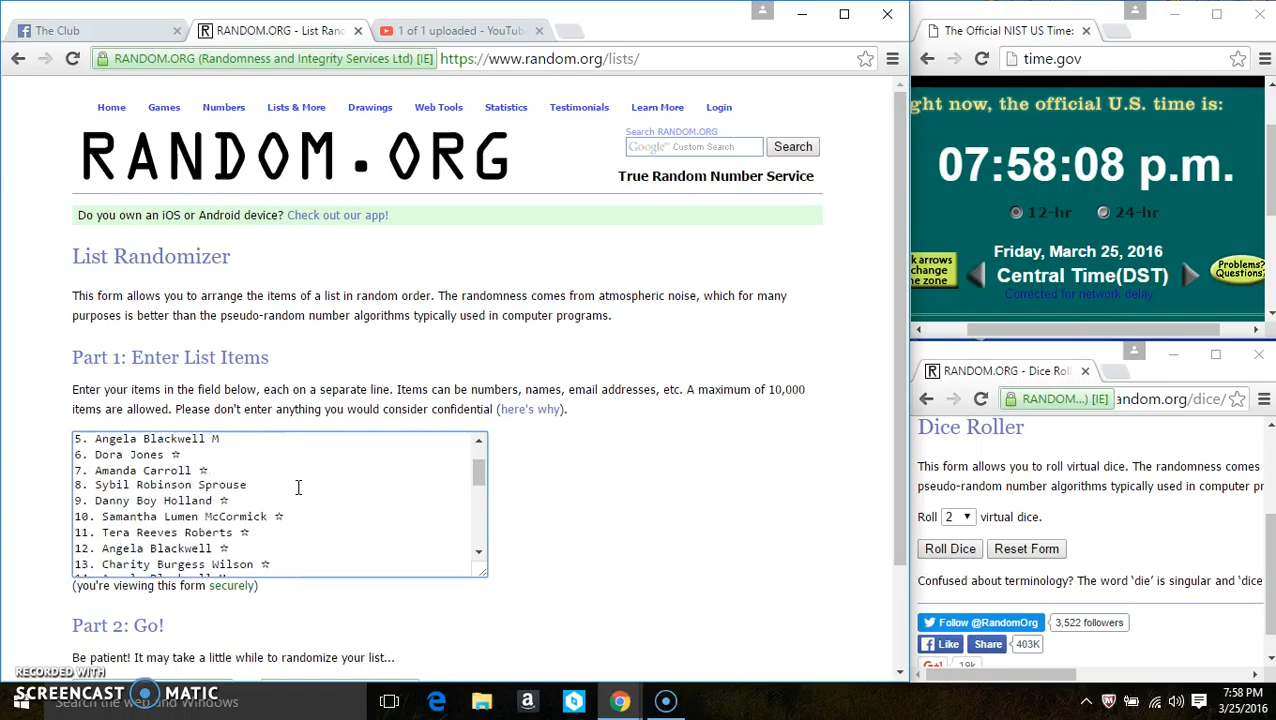 The Club
RANDOM.ORG - List Rand
1 of 1 uploaded - YouTub
RANDOM.ORG (Randomness and Integrity Services Ltd) [IE]
https://www.random.org/lists/
Home Games Numbers Lists & More Drawings Web Tools Statistics Testimonials Learn More Login
RANDOM.ORG
Search RANDOM.ORG
Google™ Custom Search
Search
True Random Number Service
Do you own an iOS or Android device? Check out our app!
List Randomizer
This form allows you to arrange the items of a list in random order. The randomness comes from atmospheric noise, which for many
purposes is better than the pseudo-random number algorithms typically used in computer programs.
Part 1: Enter List Items
Enter your items in the field below, each on a separate line. Items can be numbers, names, email addresses, etc. A maximum of 10,000
items are allowed. Please don't enter anything you would consider confidential (here's why).
5. Angela Blackwell M
6. Dora Jones ☆
7. Amanda Carroll ☆
8. Sybil Robinson Sprouse
9. Danny Boy Holland ☆
10. Samantha Lumen McCormick ☆
11. Tera Reeves Roberts ☆
12. Angela Blackwell ☆
13. Charity Burgess Wilson ☆
(you're viewing this form securely)
Part 2: Go!
Be patient! It may take a little while to randomize your list...
RECORDED WITH
SCREENCAST MATIC
Search the web and Windows
The Official NIST US Time:
time.gov
ght now, the official U.S. time is:
07:58:08 p.m.
12-hr 24-hr
k arrows
change
he zone
Friday, March 25, 2016
Central Time(DST)
Corrected for network delay
Problems?
Questions?
RANDOM.ORG - Dice Roll
RANDOM...) [IE]
andom.org/dice/
Dice Roller
This form allows you to roll virtual dice. The randomness comes
pseudo-random number algorithms typically used in computer pr
Roll 2 virtual dice.
Roll Dice
Reset Form
Confused about terminology? The word 'die' is singular and 'dice
Follow @RandomOrg
3,522 followers
Like
Share
403K
19k
7:58 PM
3/25/2016